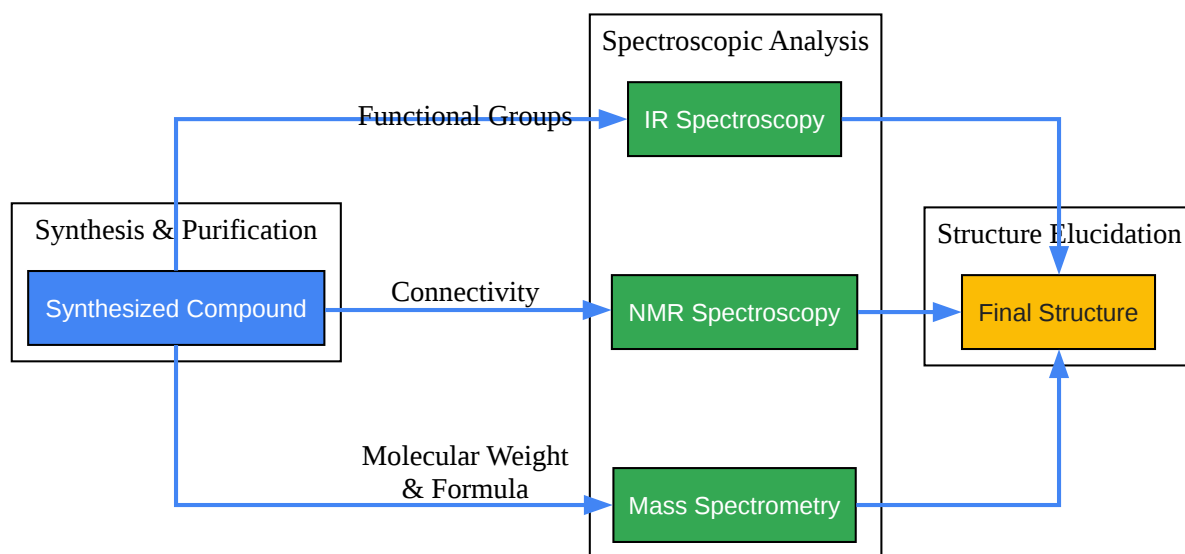 Spectroscopic Analysis
Functional Groups
IR Spectroscopy
Synthesis & Purification
Structure Elucidation
Synthesized Compound
Connectivity
NMR Spectroscopy
Final Structure
Molecular Weight
& Formula
Mass Spectrometry